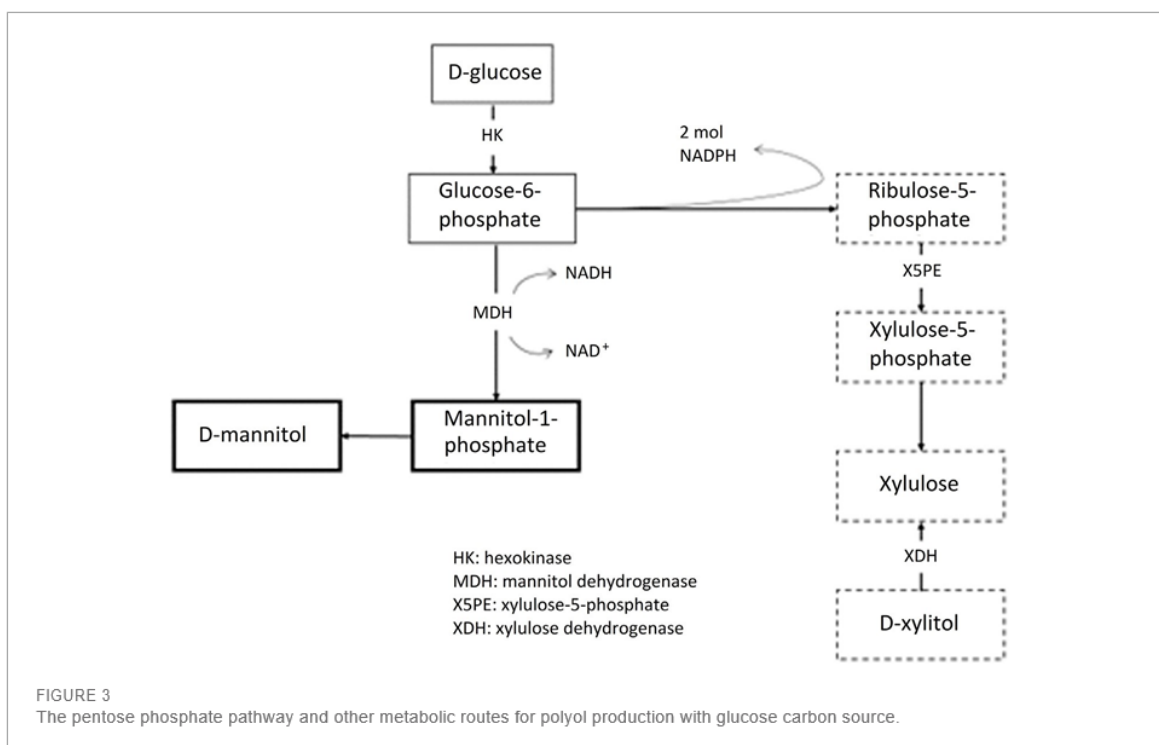 D-glucose
HK
2 mol
NADPH
Glucose-6-
phosphate
Ribulose-5-
phosphate
NADH
X5PE
MDH
Xylulose-5-
phosphate
NAD⁺
D-mannitol
Mannitol-1-
phosphate
Xylulose
XDH
D-xylitol
HK: hexokinase
MDH: mannitol dehydrogenase
X5PE: xylulose-5-phosphate
XDH: xylulose dehydrogenase
FIGURE 3
The pentose phosphate pathway and other metabolic routes for polyol production with glucose carbon source.